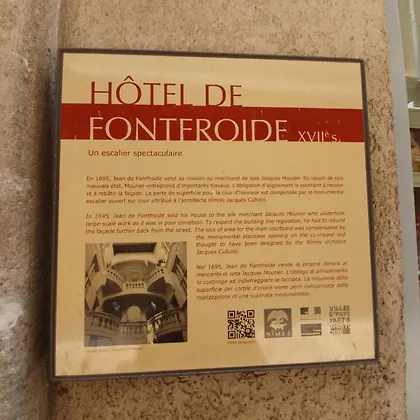 HÔTEL DE
FONTFROIDE XVIIe s.
Un escalier spectaculaire
En 1695, Jean de Fontfroide vend sa maison au marchand de soie Jacques Mourier. En raison de son
mauvais état, Mourier entreprend d'importants travaux. L'obligation d'alignement le contraint à reculer
et à rebâtir la façade. La perte de superficie pour la cour d'honneur est compensée par le monumental
escalier ouvert sur cour attribué à l'architecte nîmois Jacques Cubizol.
In 1695, Jean de Fontfroide sold his house to the silk merchant Jacques Mourier who undertook
large-scale work as it was in poor condition. To respect the building line regulation, he had to rebuild
the façade further back from the street. The loss of area for the main courtyard was compensated by
the monumental staircase opening on the courtyard and
thought to have been designed by the Nîmes architect
Jacques Cubizol.
Nel 1695, Jean de Fontfroide vende la propria dimora al
mercante di seta Jacques Mourier. L'obbligo di allineamento
lo costringe ad indietreggiare la facciata. La riduzione della
superficie del cortile d'onore viene però compensata dalla
realizzazione di una scalinata monumentale.
NIMES
VILLES
& PAYS
D'ART &